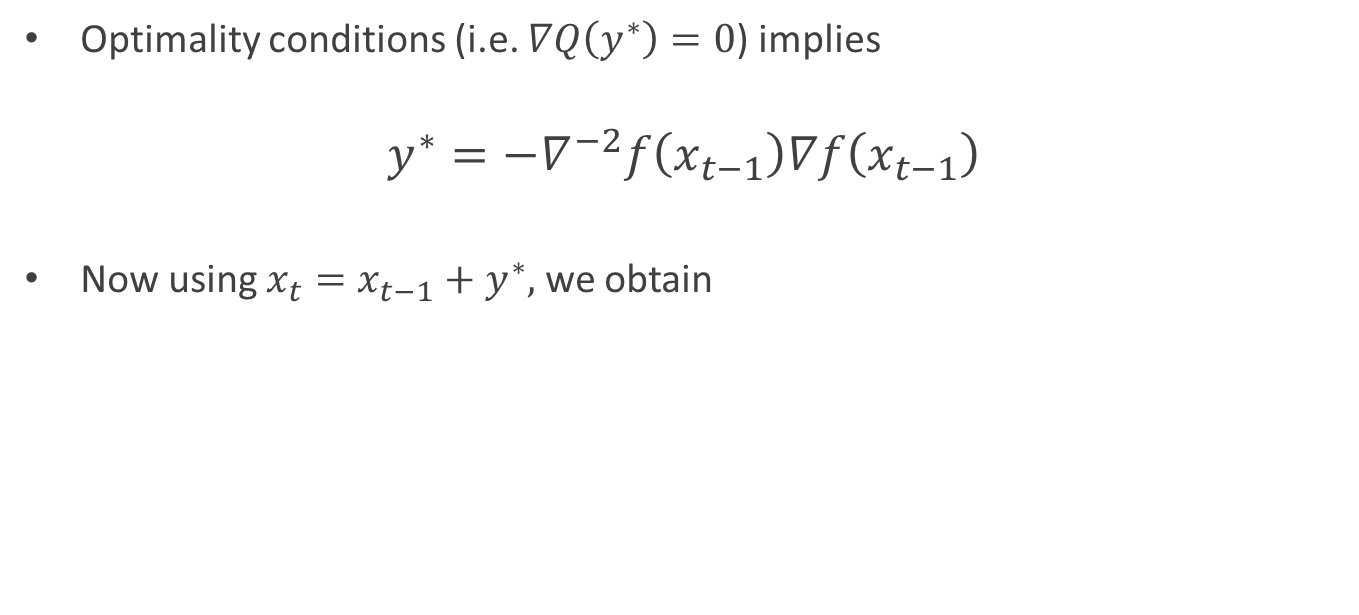 • Optimality conditions (i.e. ∇Q(y*) = 0) implies
y* = −∇⁻²f(xₜ₋₁)∇f(xₜ₋₁)
• Now using xₜ = xₜ₋₁ + y*, we obtain